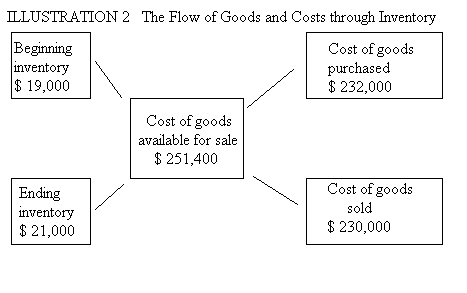 ILLUSTRATION 2 The Flow of Goods and Costs through Inventory
Beginning
inventory
$ 19,000
Cost of goods
purchased
$ 232,000
Cost of goods
available for sale
$ 251,400
Ending
inventory
$ 21,000
Cost of goods
sold
$ 230,000